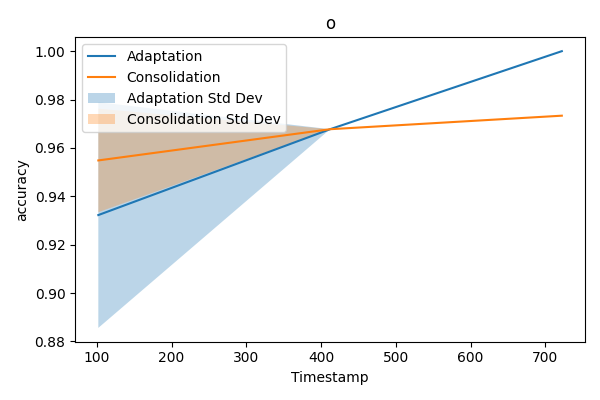 o
Adaptation
Consolidation
Adaptation Std Dev
Consolidation Std Dev
accuracy
1.00
0.98
0.96
0.94
0.92
0.90
0.88
100 200 300 400 500 600 700
Timestamp